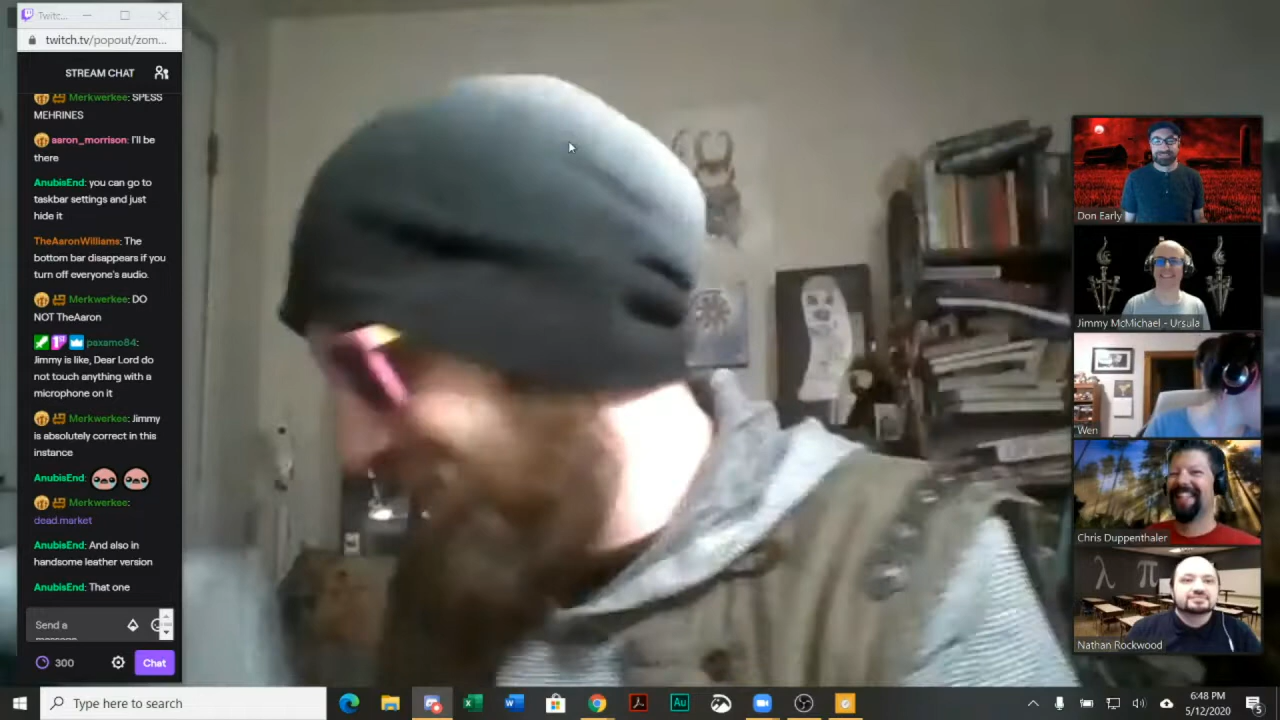 Twitc...
twitch.tv/popout/zom...
STREAM CHAT
Merkwerkee: SPESS
MEHRINES
aaron_morrison: I'll be
there
AnubisEnd: you can go to
taskbar settings and just
hide it
TheAaronWilliams: The
bottom bar disappears if you
turn off everyone's audio.
Merkwerkee: DO
NOT TheAaron
paxamo84:
Jimmy is like, Dear Lord do
not touch anything with a
microphone on it
Merkwerkee: Jimmy
is absolutely correct in this
instance
AnubisEnd:
Merkwerkee:
dead.market
AnubisEnd: And also in
handsome leather version
AnubisEnd: That one
Send a
300
Chat
Don Early
Jimmy McMichael - Ursula
'Wen
Chris Duppenthaler
λ π
Nathan Rockwood
Type here to search
6:48 PM
5/12/2020
5